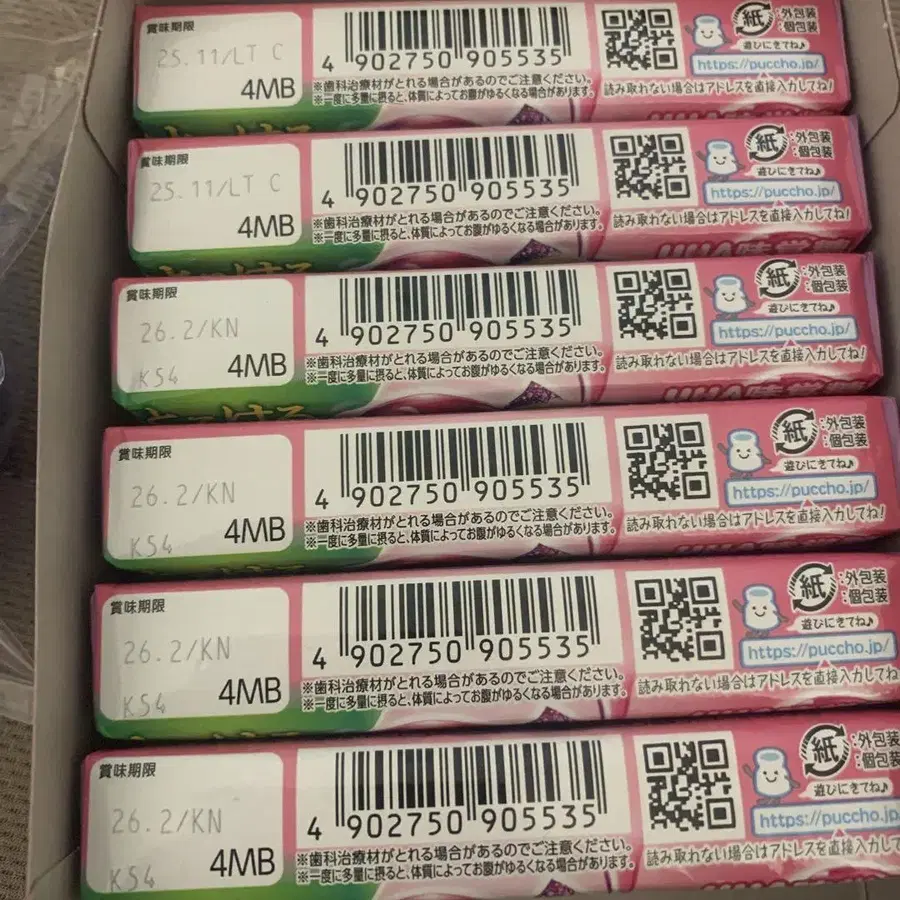 賞味期限
25.11/LT C
4MB
4 902750 905535
※歯科治療材がとれる場合があるのでご注意ください。
※一度に多量に摂ると、体質によってお腹がゆるくなる場合があります。
紙
:外包装
:個包装
遊びにきてね♪
https://puccho.jp/
読み取れない場合はアドレスを直接入力してね!
賞味期限
25.11/LT C
4MB
4 902750 905535
※歯科治療材がとれる場合があるのでご注意ください。
※一度に多量に摂ると、体質によってお腹がゆるくなる場合があります。
紙
:外包装
:個包装
遊びにきてね♪
https://puccho.jp/
読み取れない場合はアドレスを直接入力してね!
賞味期限
26.2/KN
K54
4MB
4 902750 905535
※歯科治療材がとれる場合があるのでご注意ください。
※一度に多量に摂ると、体質によってお腹がゆるくなる場合があります。
紙
:外包装
:個包装
遊びにきてね♪
https://puccho.jp/
読み取れない場合はアドレスを直接入力してね!
賞味期限
26.2/KN
K54
4MB
4 902750 905535
※歯科治療材がとれる場合があるのでご注意ください。
※一度に多量に摂ると、体質によってお腹がゆるくなる場合があります。
紙
:外包装
:個包装
遊びにきてね♪
https://puccho.jp/
読み取れない場合はアドレスを直接入力してね!
賞味期限
26.2/KN
K54
4MB
4 902750 905535
※歯科治療材がとれる場合があるのでご注意ください。
※一度に多量に摂ると、体質によってお腹がゆるくなる場合があります。
紙
:外包装
:個包装
遊びにきてね♪
https://puccho.jp/
読み取れない場合はアドレスを直接入力してね!
賞味期限
26.2/KN
K54
4MB
4 902750 905535
※歯科治療材がとれる場合があるのでご注意ください。
※一度に多量に摂ると、体質によってお腹がゆるくなる場合があります。
紙
:外包装
:個包装
遊びにきてね♪
https://puccho.jp/
読み取れない場合はアドレスを直接入力してね!